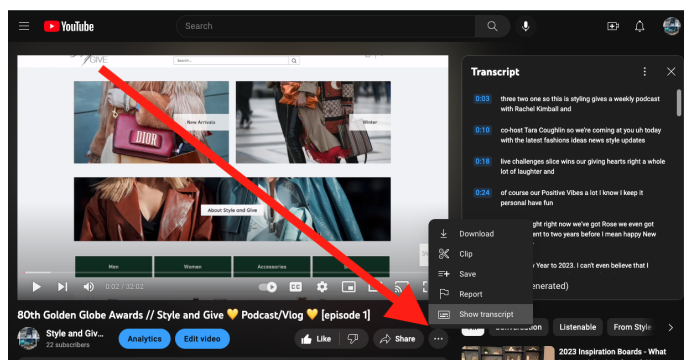 YouTube
Search
GIVE
Search...
New Arrivals
DIOR
Winter
About Style and Give
Men
Women
Accessories
0:02 / 32:02
CC
Transcript
0:03
three two one so this is styling gives a weekly podcast
with Rachel Kimball and
0:10
co-host Tara Coughlin so we're coming at you uh today
with the latest fashions ideas news style updates
0:18
live challenges slice wins our giving hearts right a whole
lot of laughter and
0:24
of course our Positive Vibes a lot I know I keep it
personal have fun
right right now we've got Rose we even got
to two years before I mean happy New
Year to 2023. I can't even believe that I
Download
Clip
Save
Report
Show transcript
80th Golden Globe Awards // Style and Give 💛 Podcast/Vlog 💛 [episode 1]
Style and Giv...
22 subscribers
Analytics
Edit video
Like
Share
Listenable
From Style
2023 Inspiration Boards - What